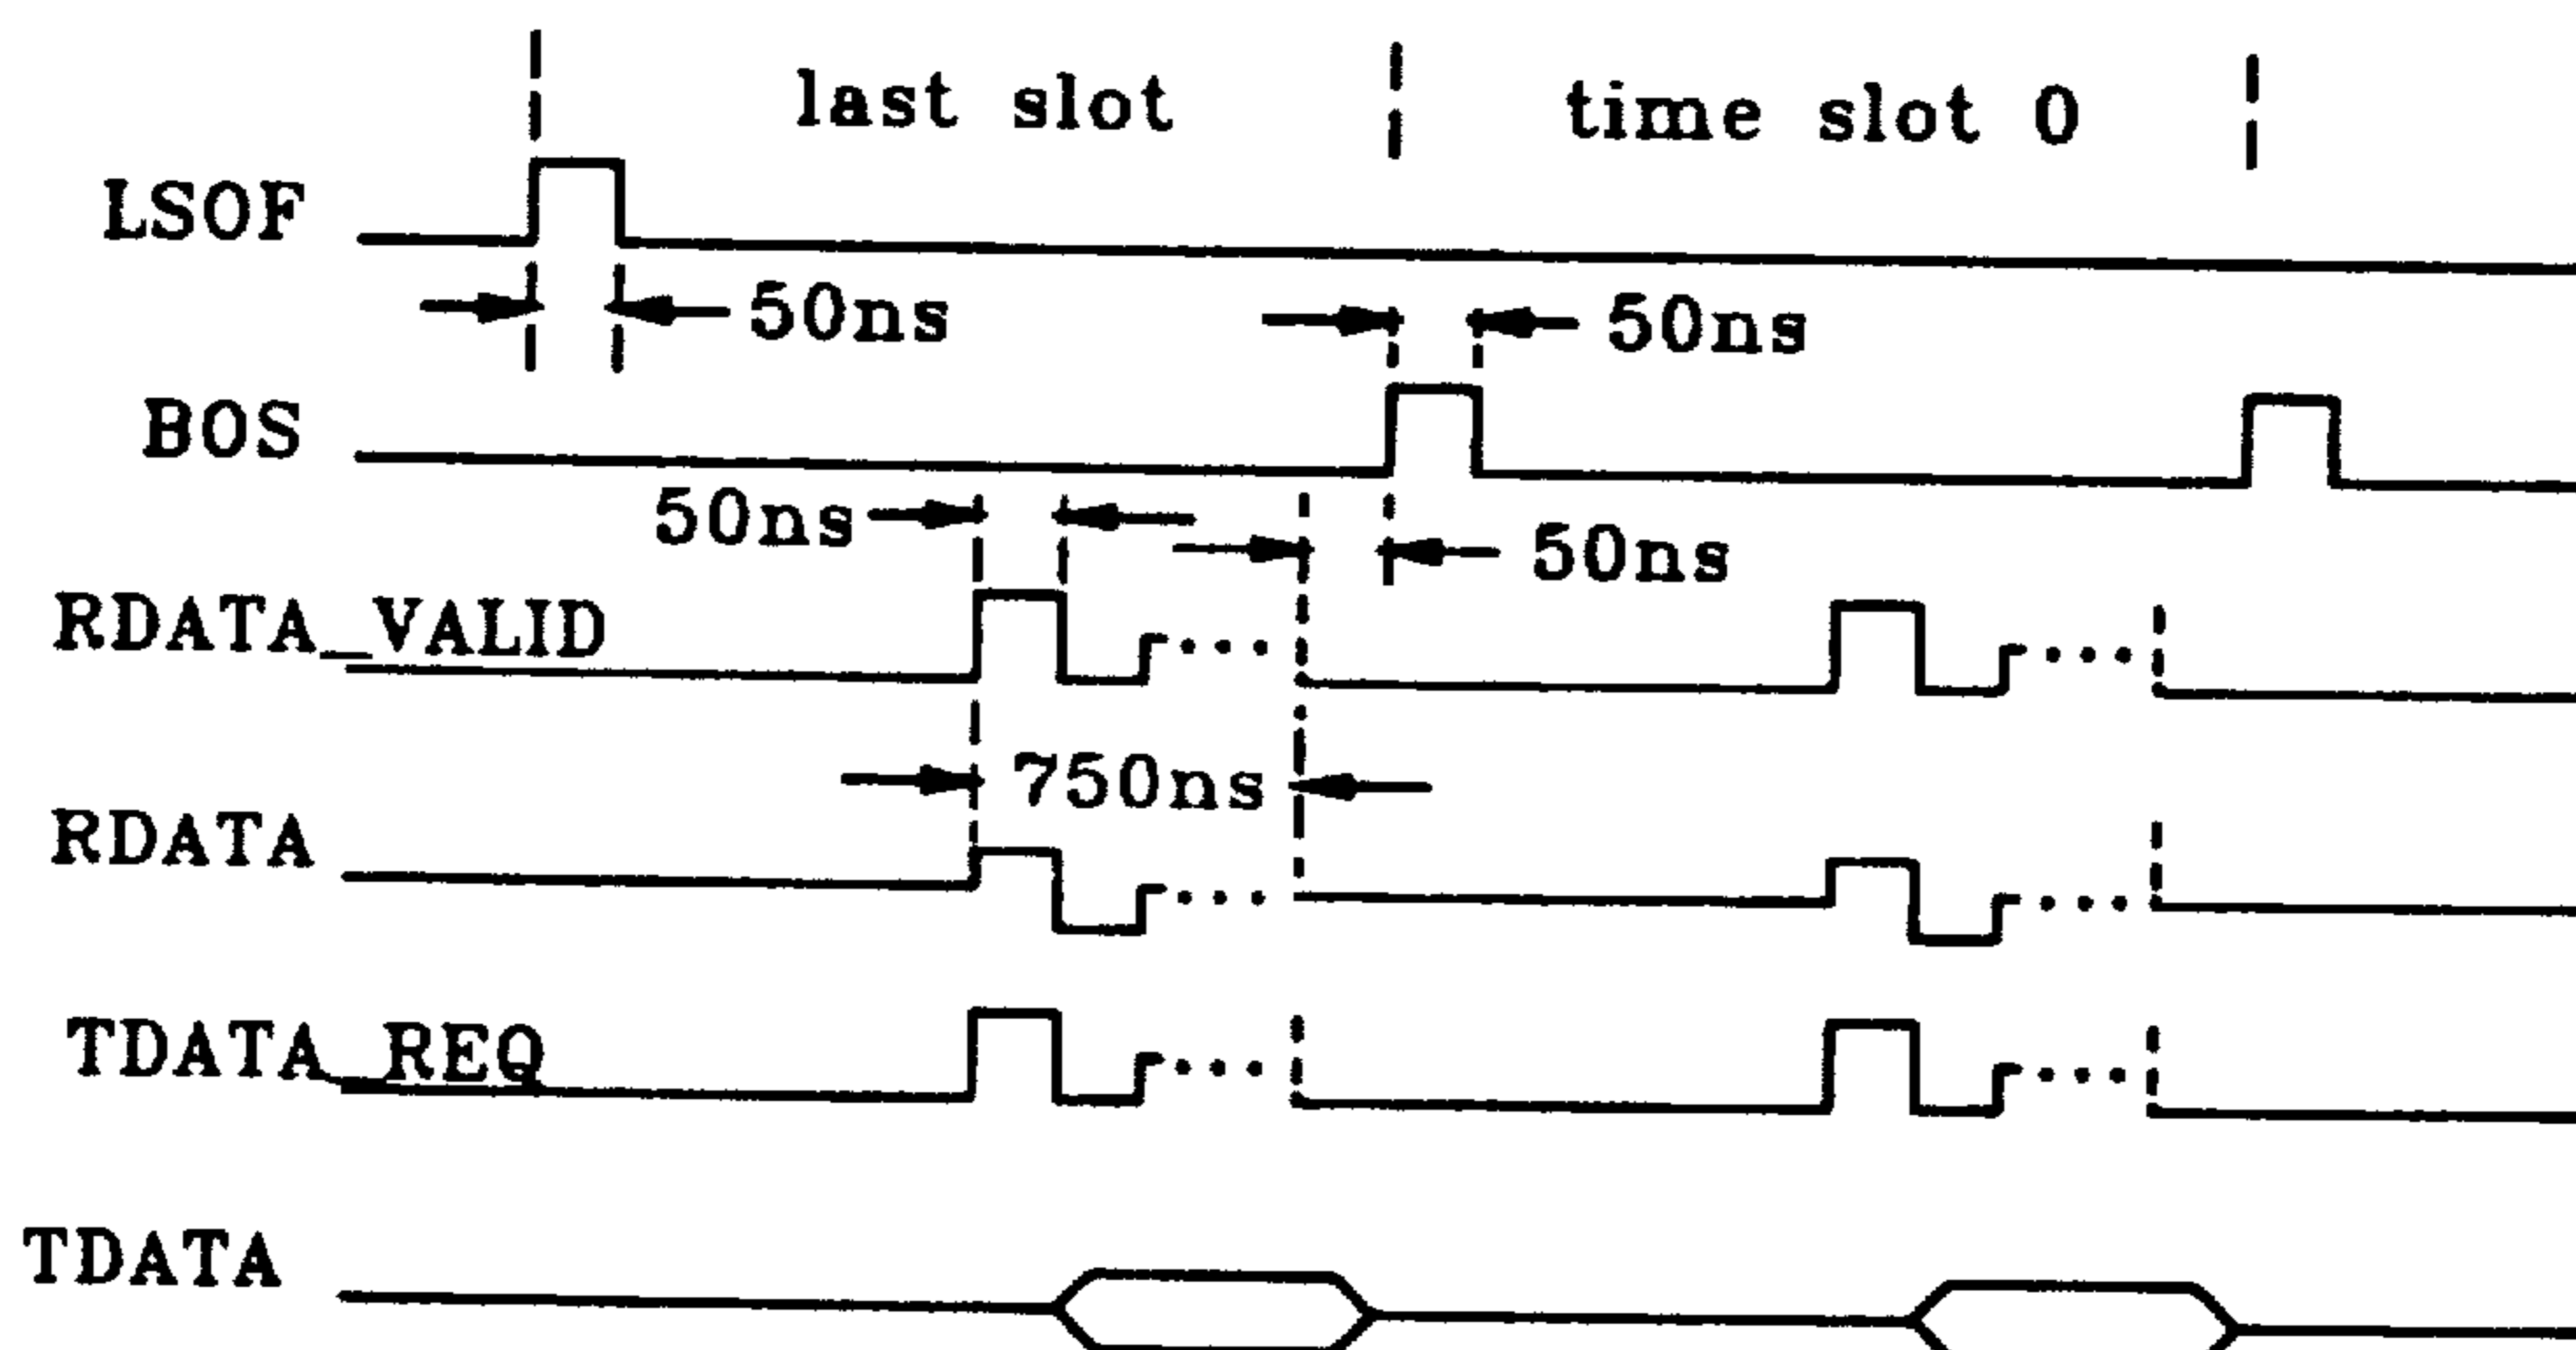 last slot time slot 0
LSOF
50ns 50ns
BOS
50ns 50ns
RDATA_VALID
750ns
RDATA
TDATA_REQ
TDATA